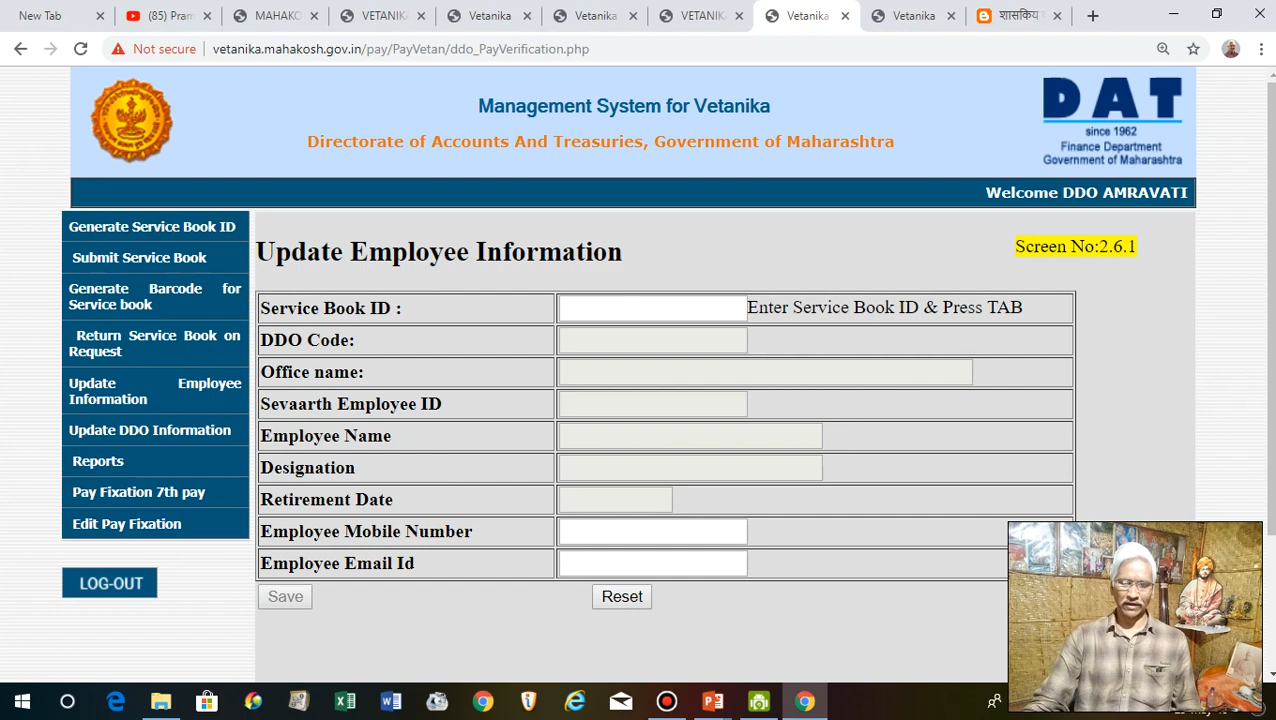 New Tab
(85) Pram
MAHAKO
VETANIKA
Vetanika
Vetanika
VETANIK
Vetanika
Vetanika
शासकिय
Not secure
vetanika.mahakosh.gov.in/pay/PayVetan/ddo_PayVerification.php
Management System for Vetanika
Directorate of Accounts And Treasuries, Government of Maharashtra
DAT
since 1962
Finance Department
Government of Maharashtra
Welcome DDO AMRAVATI
Generate Service Book ID
Submit Service Book
Generate Barcode for
Service book
Return Service Book on
Request
Update Employee
Information
Update DDO Information
Reports
Pay Fixation 7th pay
Edit Pay Fixation
LOG-OUT
Update Employee Information
Screen No:2.6.1
Service Book ID :
Enter Service Book ID & Press TAB
DDO Code:
Office name:
Sevaarth Employee ID
Employee Name
Designation
Retirement Date
Employee Mobile Number
Employee Email Id
Save
Reset